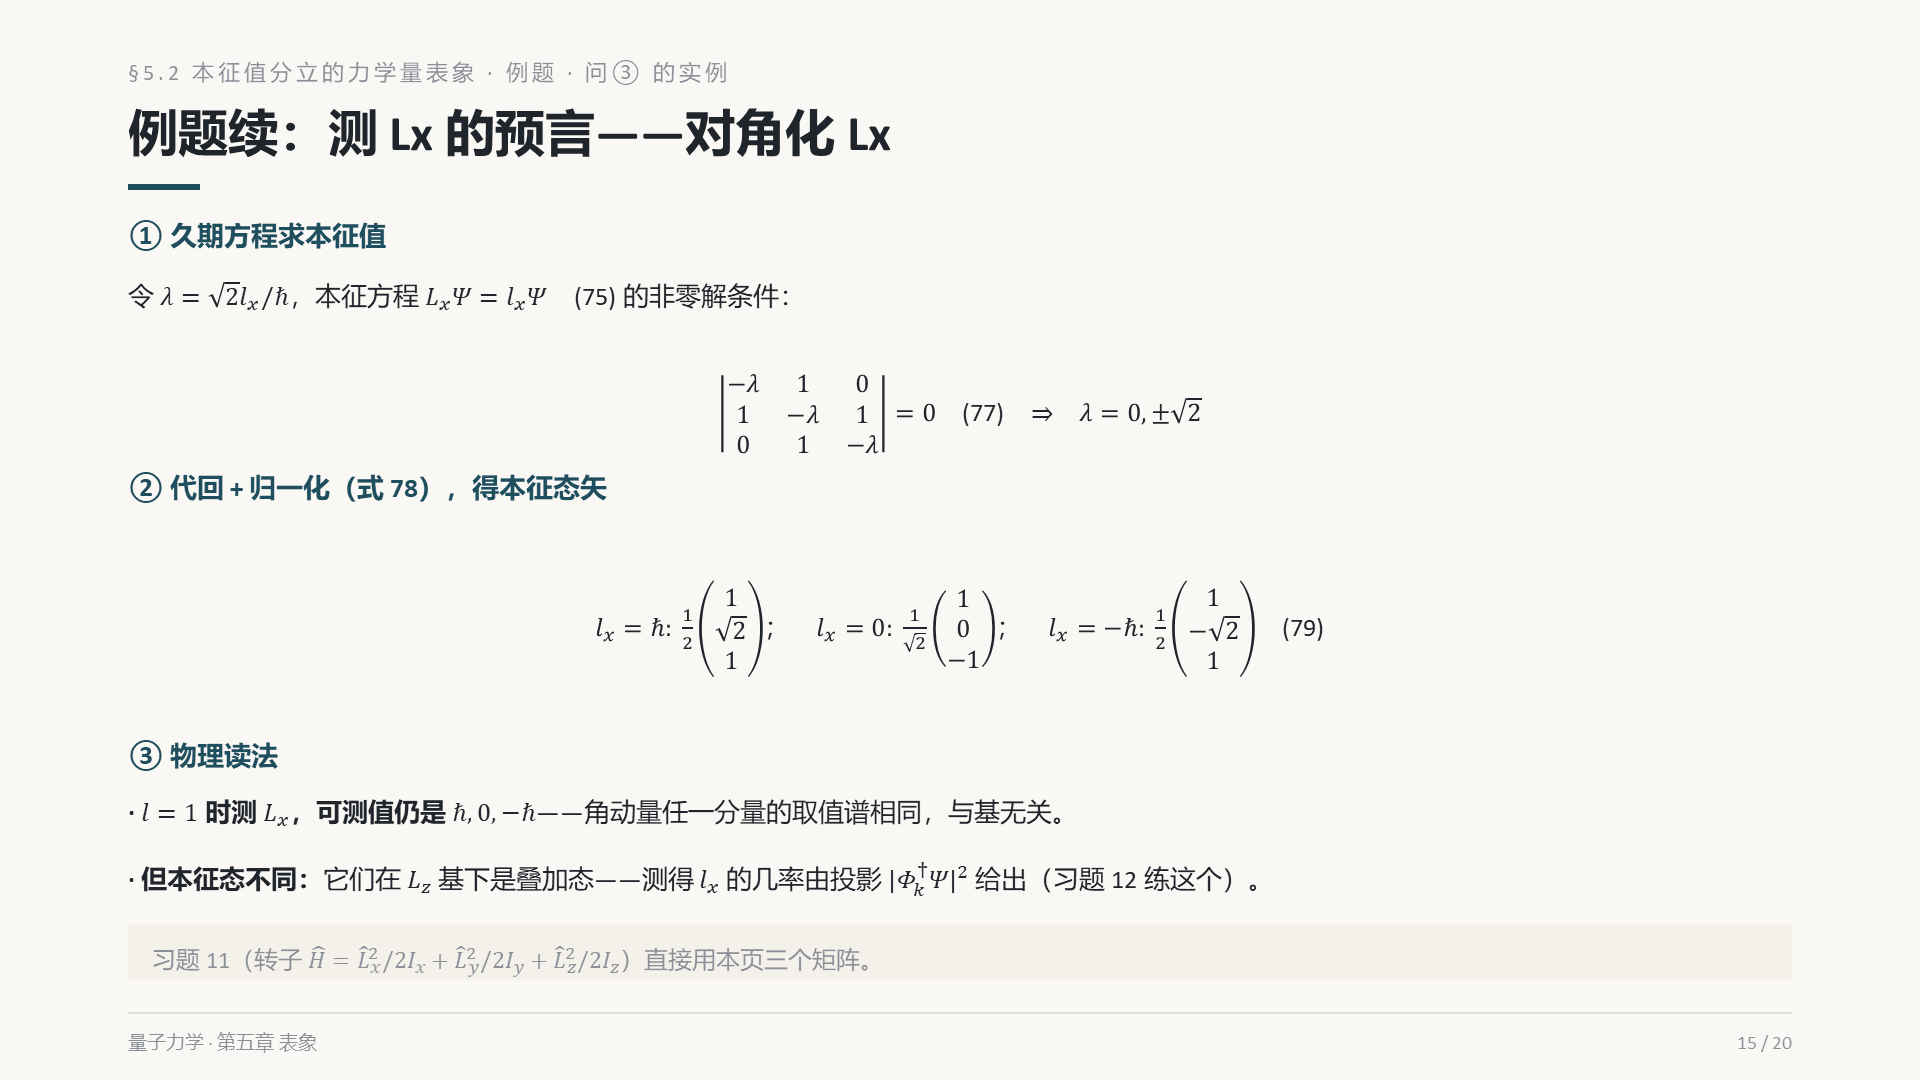 §5.2 本征值分立的力学量表象 · 例题 · 问③ 的实例
例题续：测 Lx 的预言——对角化 Lx
① 久期方程求本征值
令 λ = √2l_x/ħ，本征方程 L_xΨ = l_xΨ (75) 的非零解条件：
|−λ 1 0|
|1 −λ 1| = 0 (77) ⇒ λ = 0, ±√2
|0 1 −λ|
② 代回 + 归一化（式 78），得本征态矢
l_x = ħ: 1/2 (1, √2, 1); l_x = 0: 1/√2 (1, 0, −1); l_x = −ħ: 1/2 (1, −√2, 1) (79)
③ 物理读法
· l = 1 时测 L_x，可测值仍是 ħ, 0, −ħ——角动量任一分量的取值谱相同，与基无关。
· 但本征态不同：它们在 L_z 基下是叠加态——测得 l_x 的几率由投影 |Φ_k^†Ψ|² 给出（习题 12 练这个）。
习题 11（转子 Ĥ = L̂_x²/2I_x + L̂_y²/2I_y + L̂_z²/2I_z）直接用本页三个矩阵。
量子力学 · 第五章 表象
15 / 20